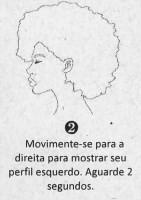 2
Movimente-se para a
direita para mostrar seu
perfil esquerdo. Aguarde 2
segundos.